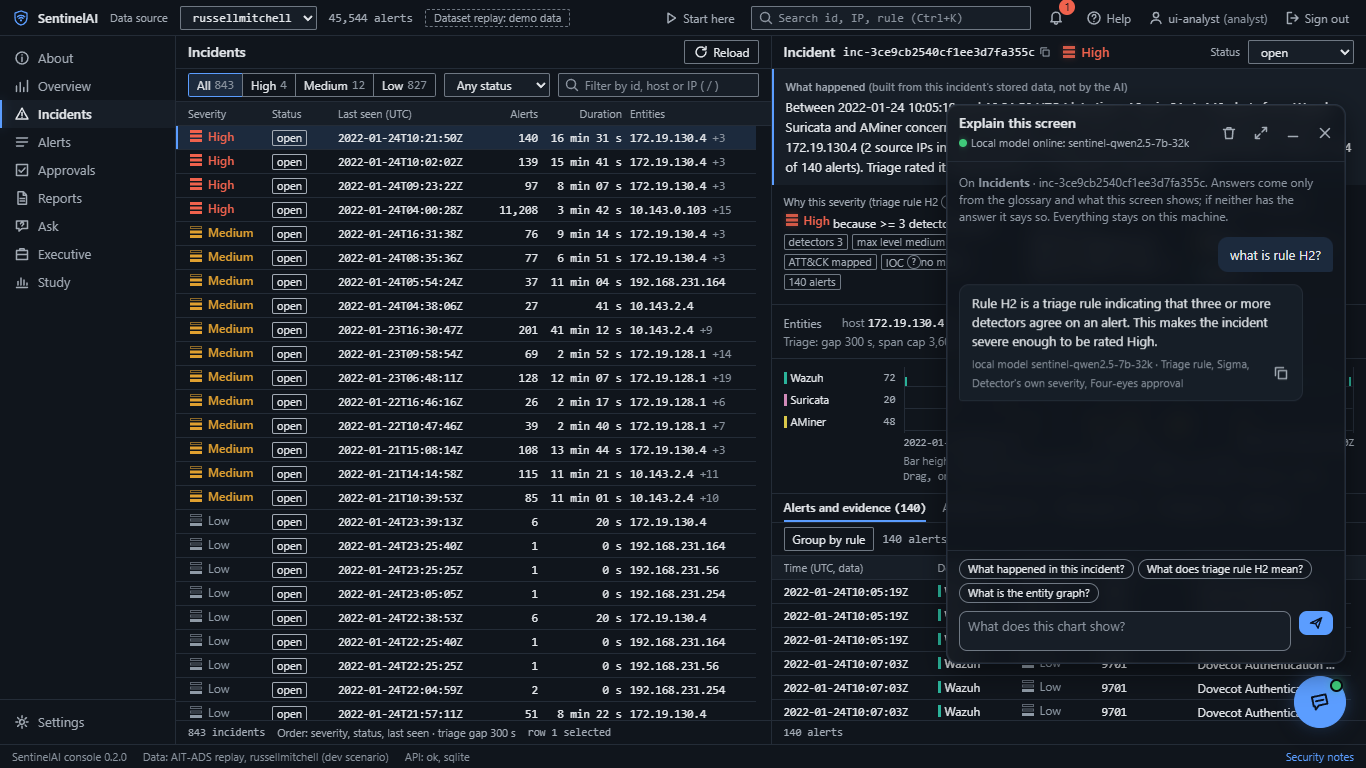 SentinelAI Data source russellmitchell 45,544 alerts Dataset replay: demo data Start here Search id, IP, rule (Ctrl+K) 1 Help ui-analyst (analyst) Sign out
About
Overview
Incidents
Alerts
Approvals
Reports
Ask
Executive
Study
Settings
Incidents Reload
All 843 High 4 Medium 12 Low 827 Any status Filter by id, host or IP ( / )
Severity Status Last seen (UTC) Alerts Duration Entities
High open 2022-01-24T10:21:50Z 140 16 min 31 s 172.19.130.4 +3
High open 2022-01-24T10:02:02Z 139 15 min 41 s 172.19.130.4 +3
High open 2022-01-24T09:23:22Z 97 8 min 07 s 172.19.130.4 +3
High open 2022-01-24T04:00:28Z 11,208 3 min 42 s 10.143.0.103 +15
Medium open 2022-01-24T16:31:38Z 76 9 min 14 s 172.19.130.4 +3
Medium open 2022-01-24T08:35:36Z 77 6 min 51 s 172.19.130.4 +3
Medium open 2022-01-24T05:54:24Z 37 11 min 04 s 192.168.231.164
Medium open 2022-01-24T04:38:06Z 27 41 s 10.143.2.4
Medium open 2022-01-23T16:30:47Z 201 41 min 12 s 10.143.2.4 +9
Medium open 2022-01-23T09:58:54Z 69 2 min 52 s 172.19.128.1 +14
Medium open 2022-01-23T06:48:11Z 128 12 min 07 s 172.19.128.1 +19
Medium open 2022-01-22T16:46:16Z 26 2 min 17 s 172.19.128.1 +6
Medium open 2022-01-22T10:47:46Z 39 2 min 40 s 172.19.128.1 +7
Medium open 2022-01-21T15:08:14Z 108 13 min 44 s 172.19.130.4 +3
Medium open 2022-01-21T14:14:58Z 115 11 min 21 s 10.143.2.4 +11
Medium open 2022-01-21T10:39:53Z 85 11 min 01 s 10.143.2.4 +10
Low open 2022-01-24T23:39:13Z 6 20 s 172.19.130.4
Low open 2022-01-24T23:25:40Z 1 0 s 192.168.231.164
Low open 2022-01-24T23:25:25Z 1 0 s 192.168.231.56
Low open 2022-01-24T23:05:05Z 1 0 s 192.168.231.254
Low open 2022-01-24T22:38:53Z 6 20 s 172.19.130.4
Low open 2022-01-24T22:25:40Z 1 0 s 192.168.231.164
Low open 2022-01-24T22:25:25Z 1 0 s 192.168.231.56
Low open 2022-01-24T22:04:59Z 2 0 s 192.168.231.254
Low open 2022-01-24T21:57:11Z 51 8 min 22 s 172.19.130.4
843 incidents Order: severity, status, last seen · triage gap 300 s row 1 selected
Incident inc-3ce9cb2540cf1ee3d7fa355c High Status open
What happened (built from this incident's stored data, not by the AI)
Between 2022-01-24 10:05:19
Suricata and AMiner concer
172.19.130.4 (2 source IPs in 4
of 140 alerts). Triage rated it
Why this severity (triage rule H2
High because >= 3 detecto
detectors 3 max level medium
ATT&CK mapped IOC ? no m
140 alerts
Entities host 172.19.130.4
Triage: gap 300 s, span cap 3,60
Wazuh 72
Suricata 20
AMiner 48
2022-01- Z
Bar heigh
Drag, or
Alerts and evidence (140)
Group by rule 140 alerts
Time (UTC, data) D
2022-01-24T10:05:19Z W
2022-01-24T10:05:19Z
2022-01-24T10:05:19Z
2022-01-24T10:07:03Z Wazuh Low 9701 Dovecot Authentication ...
2022-01-24T10:07:03Z Wazuh Low 9701 Dovecot Authentica
2022-01-24T10:07:03Z Wazuh Low 9701 Dovecot Authentica
140 alerts
Explain this screen
Local model online: sentinel-qwen2.5-7b-32k
On Incidents · inc-3ce9cb2540cf1ee3d7fa355c. Answers come only
from the glossary and what this screen shows; if neither has the
answer it says so. Everything stays on this machine.
what is rule H2?
Rule H2 is a triage rule indicating that three or more
detectors agree on an alert. This makes the incident
severe enough to be rated High.
local model sentinel-qwen2.5-7b-32k · Triage rule, Sigma,
Detector's own severity, Four-eyes approval
What happened in this incident? What does triage rule H2 mean?
What is the entity graph?
What does this chart show?
SentinelAI console 0.2.0 Data: AIT-ADS replay, russellmitchell (dev scenario) API: ok, sqlite Security notes